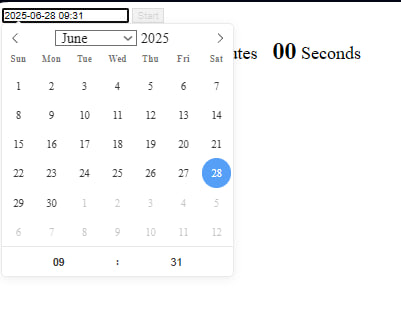 2025-06-28 09:31 Start
June 2025
utes 00 Seconds
Sun Mon Tue Wed Thu Fri Sat
1 2 3 4 5 6 7
8 9 10 11 12 13 14
15 16 17 18 19 20 21
22 23 24 25 26 27 28
29 30 1 2 3 4 5
6 7 8 9 10 11 12
09 : 31